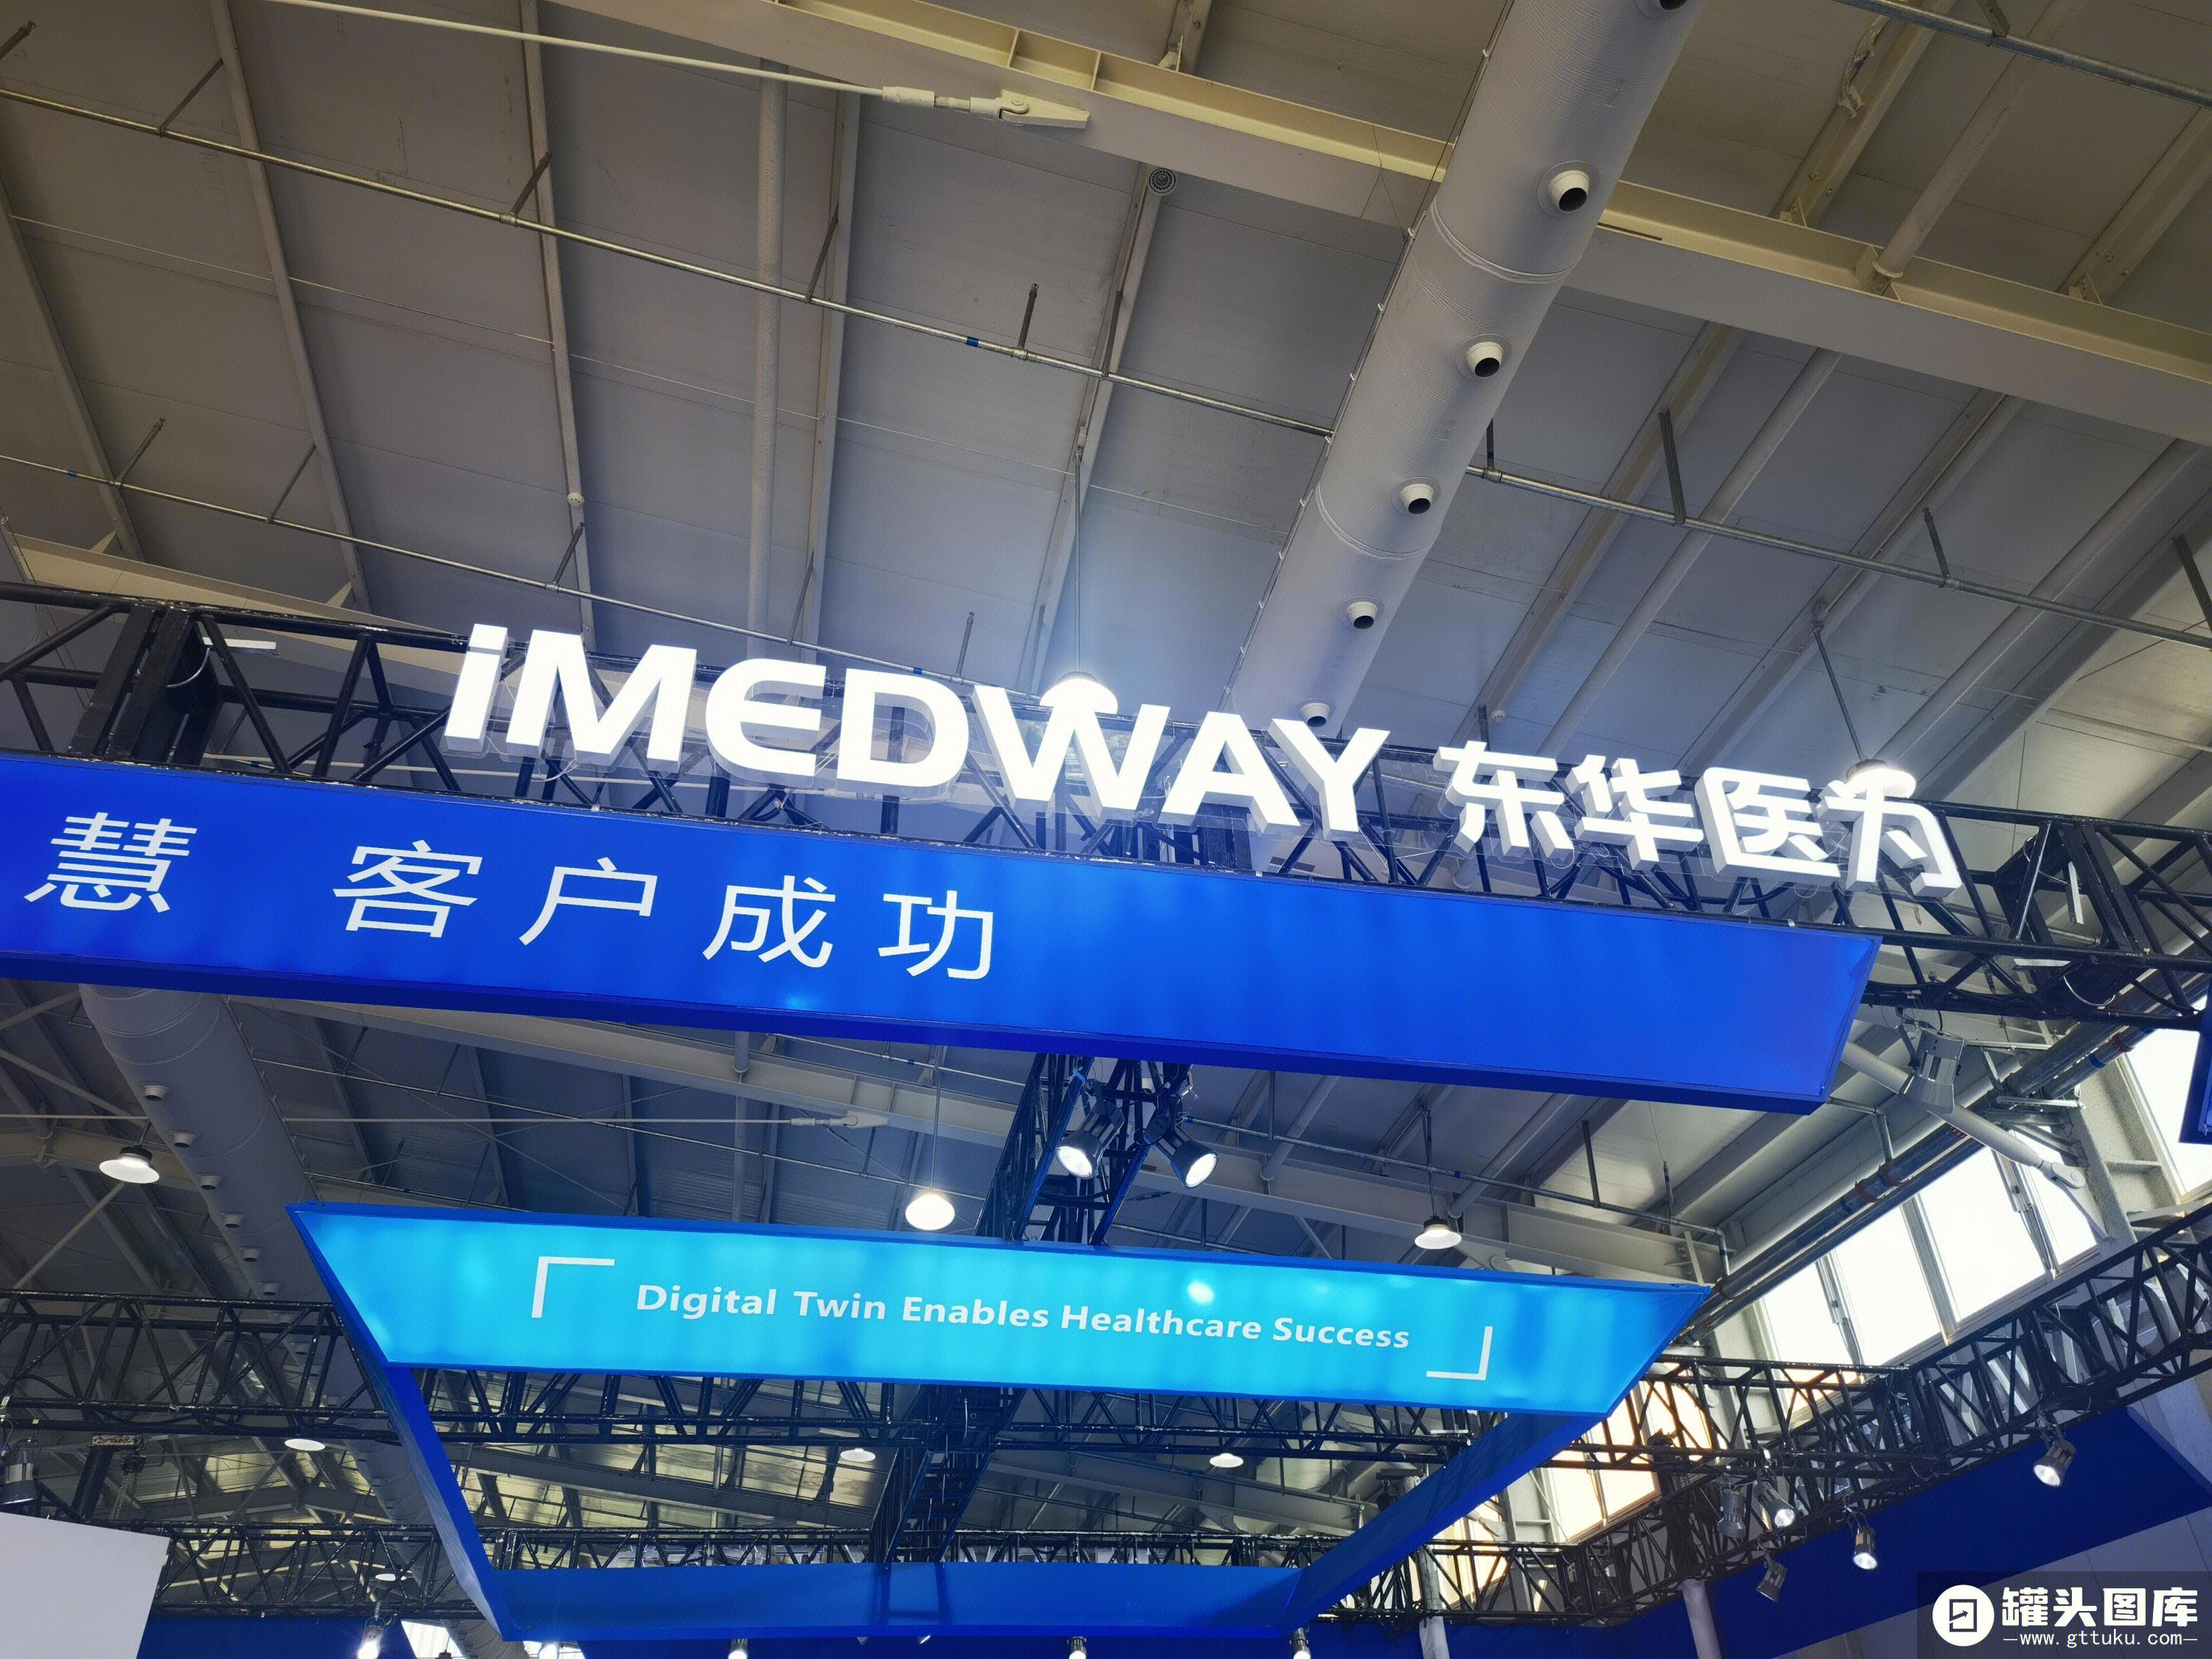 iMEDWAY 东华医为
慧 客户成功
Digital Twin Enables Healthcare Success
罐头图库
www.gttuku.com